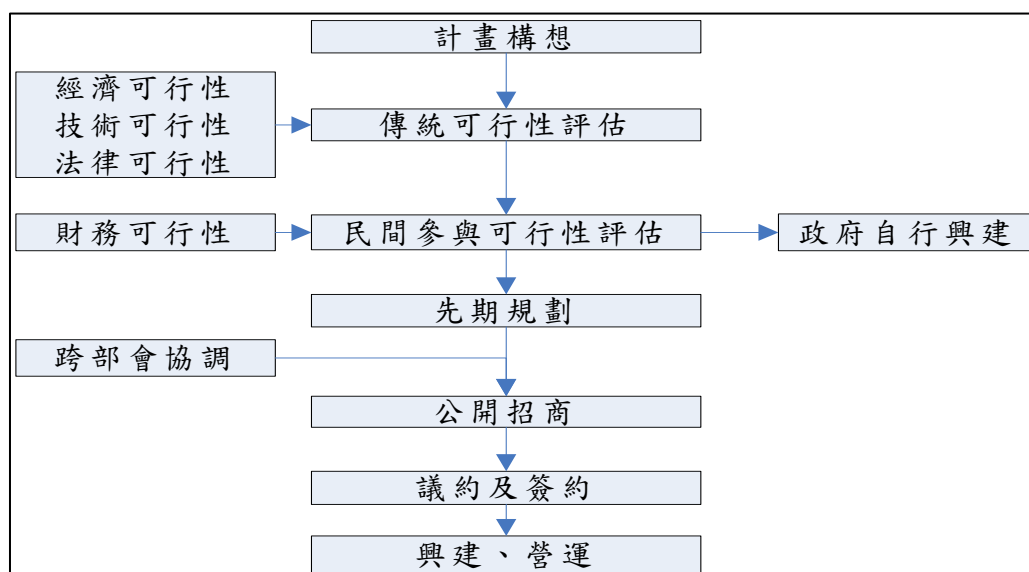 計畫構想
經濟可行性
技術可行性
法律可行性
傳統可行性評估
財務可行性
民間參與可行性評估
政府自行興建
先期規劃
跨部會協調
公開招商
議約及簽約
興建、營運